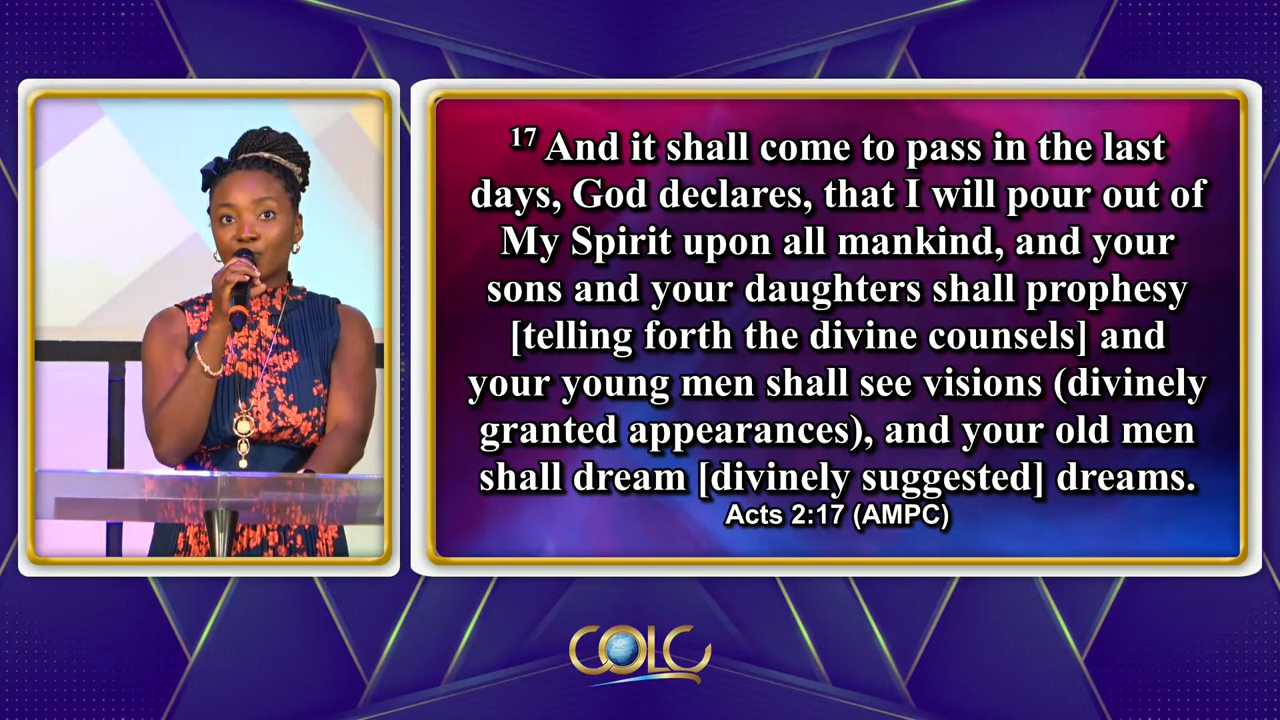 17 And it shall come to pass in the last
days, God declares, that I will pour out of
My Spirit upon all mankind, and your
sons and your daughters shall prophesy
[telling forth the divine counsels] and
your young men shall see visions (divinely
granted appearances), and your old men
shall dream [divinely suggested] dreams.
Acts 2:17 (AMPC)
COLC